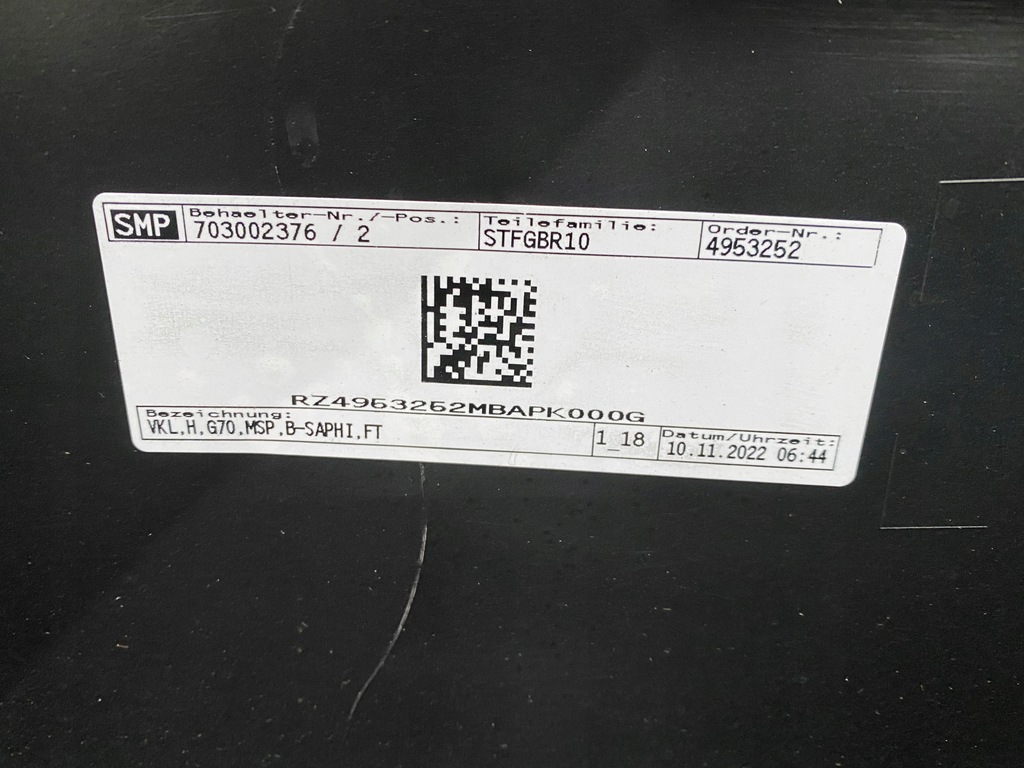 SMP
Behaelter-Nr./-Pos.:
703002376 / 2
Teilefamilie:
STFGBR10
Order-Nr.:
4953252
RZ4953252MBAPK000G
Bezeichnung:
VKL,H,G70,MSP,B-SAPHI,FT
1_18
Datum/Uhrzeit:
10.11.2022 06:44